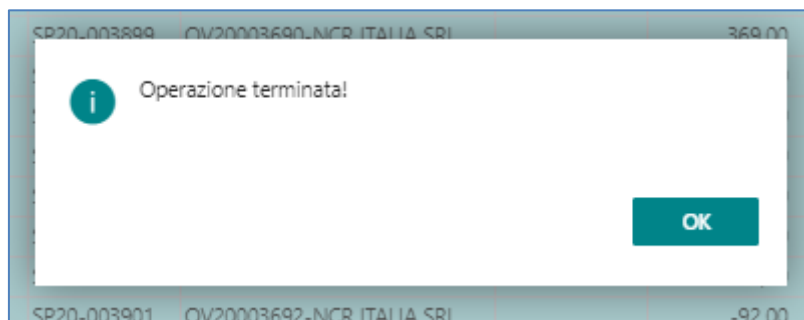 SP20-003899 OV20003690-NCR ITALIA SRL 369,00
Operazione terminata!
OK
SP20-003901 OV20003692-NCR ITALIA SRL -92,00